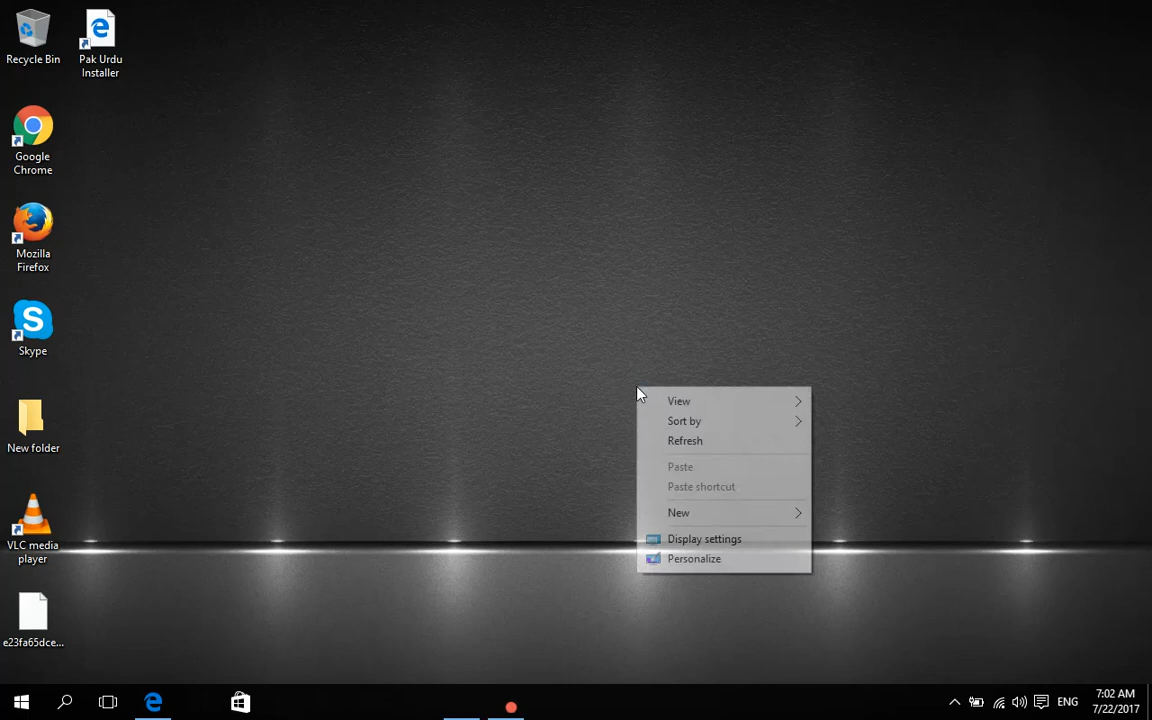 Recycle Bin
Pak Urdu
Installer
Google
Chrome
Mozilla
Firefox
Skype
New folder
VLC media
player
e23fa65dce...
View
Sort by
Refresh
Paste
Paste shortcut
New
Display settings
Personalize
ENG
7:02 AM
7/22/2017